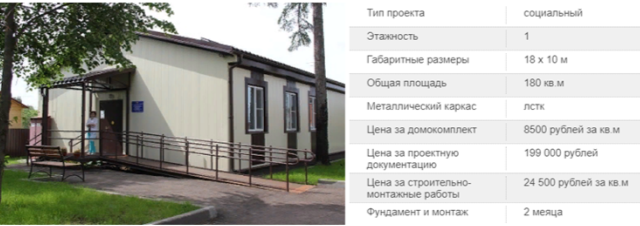 Тип проекта социальный
Этажность 1
Габаритные размеры 18 х 10 м
Общая площадь 180 кв.м
Металлический каркас лстк
Цена за домокомплект 8500 рублей за кв.м
Цена за проектную 199 000 рублей
документацию
Цена за строительно- 24 500 рублей за кв.м
монтажные работы
Фундамент и монтаж 2 меяца